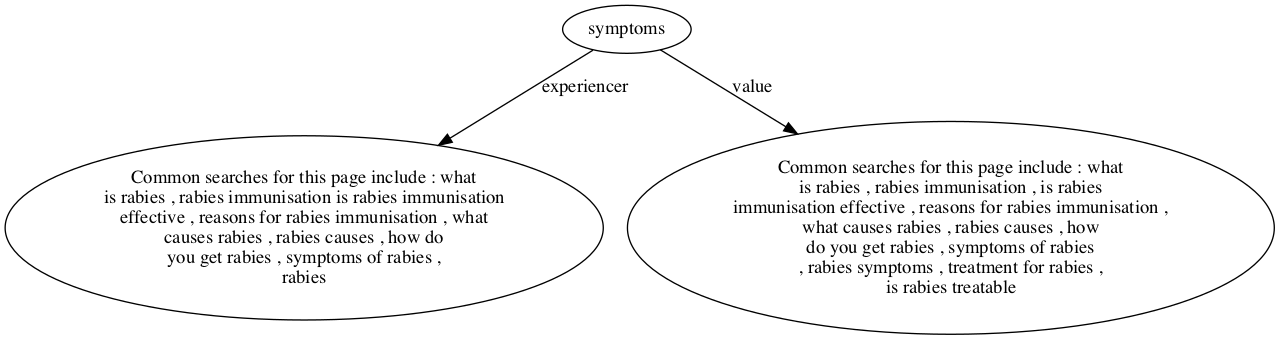 symptoms
experiencer
value
Common searches for this page include : what
is rabies , rabies immunisation is rabies immunisation
effective , reasons for rabies immunisation , what
causes rabies , rabies causes , how do
you get rabies , symptoms of rabies ,
rabies
Common searches for this page include : what
is rabies , rabies immunisation , is rabies
immunisation effective , reasons for rabies immunisation ,
what causes rabies , rabies causes , how
do you get rabies , symptoms of rabies
, rabies symptoms , treatment for rabies ,
is rabies treatable